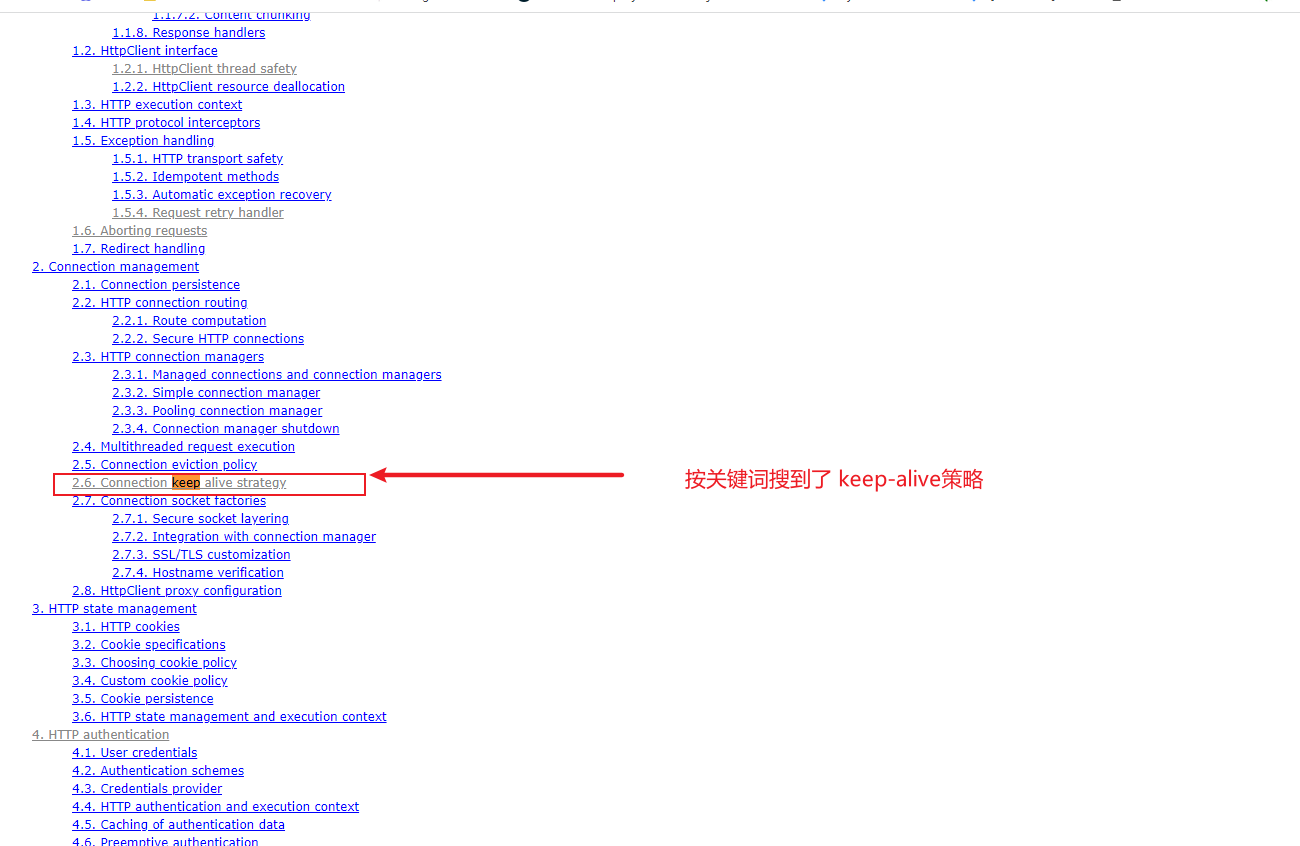 1.1.7.2. Content chunking
1.1.8. Response handlers
1.2. HttpClient interface
1.2.1. HttpClient thread safety
1.2.2. HttpClient resource deallocation
1.3. HTTP execution context
1.4. HTTP protocol interceptors
1.5. Exception handling
1.5.1. HTTP transport safety
1.5.2. Idempotent methods
1.5.3. Automatic exception recovery
1.5.4. Request retry handler
1.6. Aborting requests
1.7. Redirect handling
2. Connection management
2.1. Connection persistence
2.2. HTTP connection routing
2.2.1. Route computation
2.2.2. Secure HTTP connections
2.3. HTTP connection managers
2.3.1. Managed connections and connection managers
2.3.2. Simple connection manager
2.3.3. Pooling connection manager
2.3.4. Connection manager shutdown
2.4. Multithreaded request execution
2.5. Connection eviction policy
2.6. Connection keep alive strategy
按关键词搜到了 keep-alive策略
2.7. Connection socket factories
2.7.1. Secure socket layering
2.7.2. Integration with connection manager
2.7.3. SSL/TLS customization
2.7.4. Hostname verification
2.8. HttpClient proxy configuration
3. HTTP state management
3.1. HTTP cookies
3.2. Cookie specifications
3.3. Choosing cookie policy
3.4. Custom cookie policy
3.5. Cookie persistence
3.6. HTTP state management and execution context
4. HTTP authentication
4.1. User credentials
4.2. Authentication schemes
4.3. Credentials provider
4.4. HTTP authentication and execution context
4.5. Caching of authentication data
4.6. Preemptive authentication